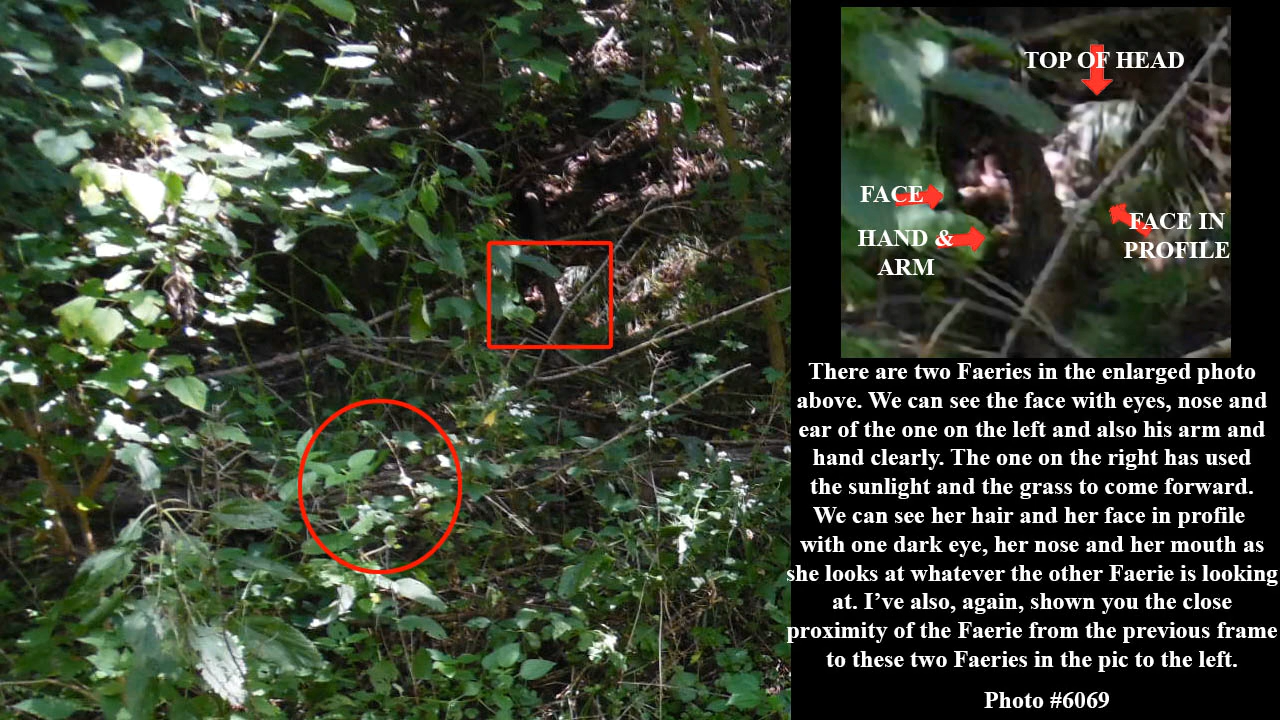 TOP OF HEAD
FACE
HAND &
ARM
FACE IN
PROFILE
There are two Faeries in the enlarged photo
above. We can see the face with eyes, nose and
ear of the one on the left and also his arm and
hand clearly. The one on the right has used
the sunlight and the grass to come forward.
We can see her hair and her face in profile
with one dark eye, her nose and her mouth as
she looks at whatever the other Faerie is looking
at. I’ve also, again, shown you the close
proximity of the Faerie from the previous frame
to these two Faeries in the pic to the left.
Photo #6069